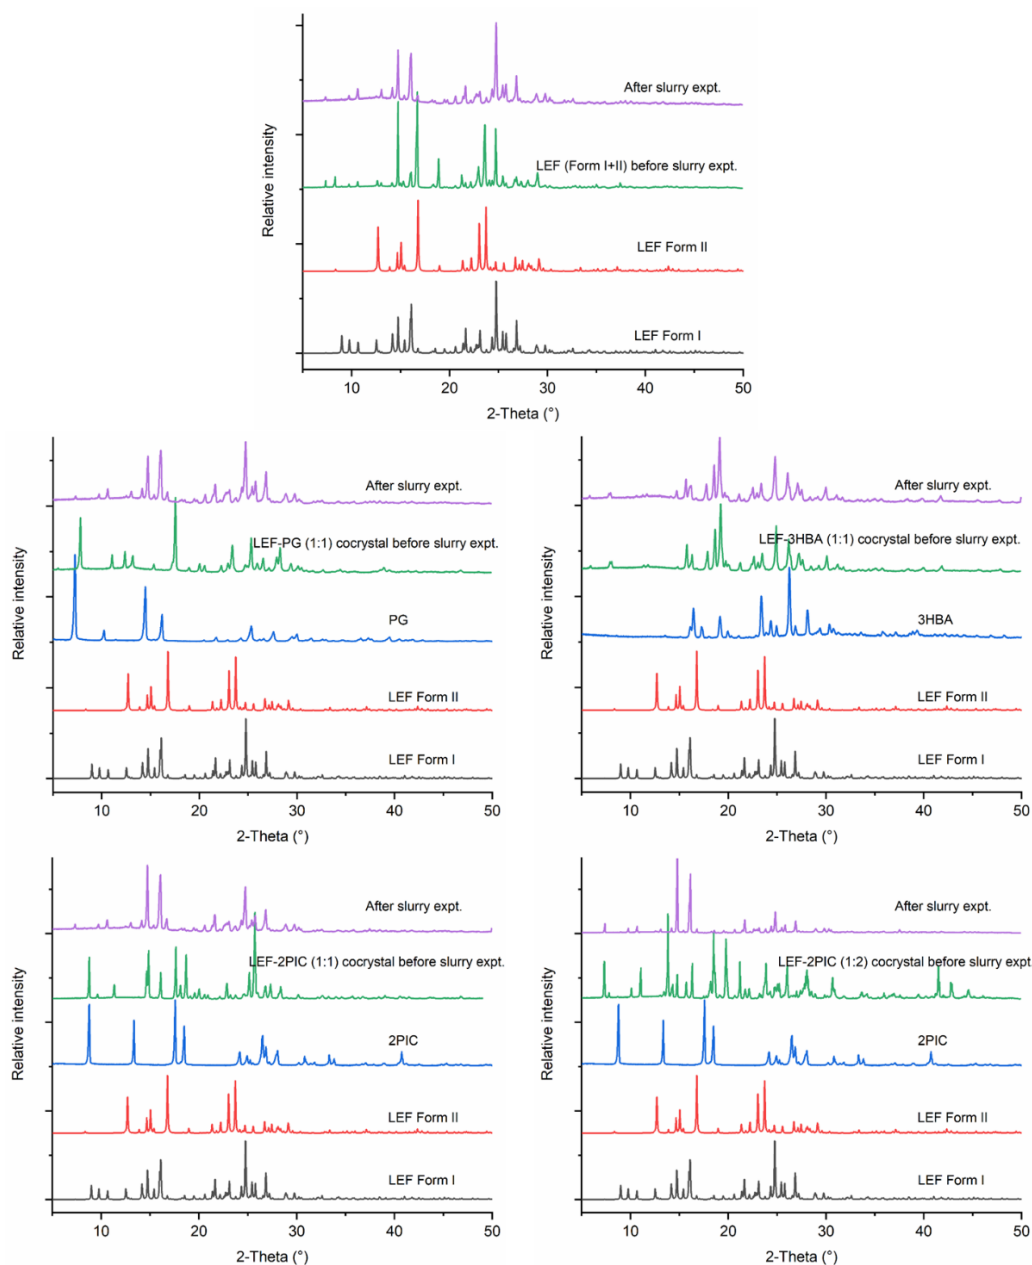 After slurry expt.
LEF (Form I+II) before slurry expt.
LEF Form II
LEF Form I
Relative intensity
10 20 30 40 50
2-Theta (°)
After slurry expt.
LEF-PG (1:1) cocrystal before slurry expt.
PG
LEF Form II
LEF Form I
Relative intensity
10 20 30 40 50
2-Theta (°)
After slurry expt.
LEF-3HBA (1:1) cocrystal before slurry expt.
3HBA
LEF Form II
LEF Form I
Relative intensity
10 20 30 40 50
2-Theta (°)
After slurry expt.
LEF-2PIC (1:1) cocrystal before slurry expt.
2PIC
LEF Form II
LEF Form I
Relative intensity
10 20 30 40 50
2-Theta (°)
After slurry expt.
LEF-2PIC (1:2) cocrystal before slurry expt.
2PIC
LEF Form II
LEF Form I
Relative intensity
10 20 30 40 50
2-Theta (°)